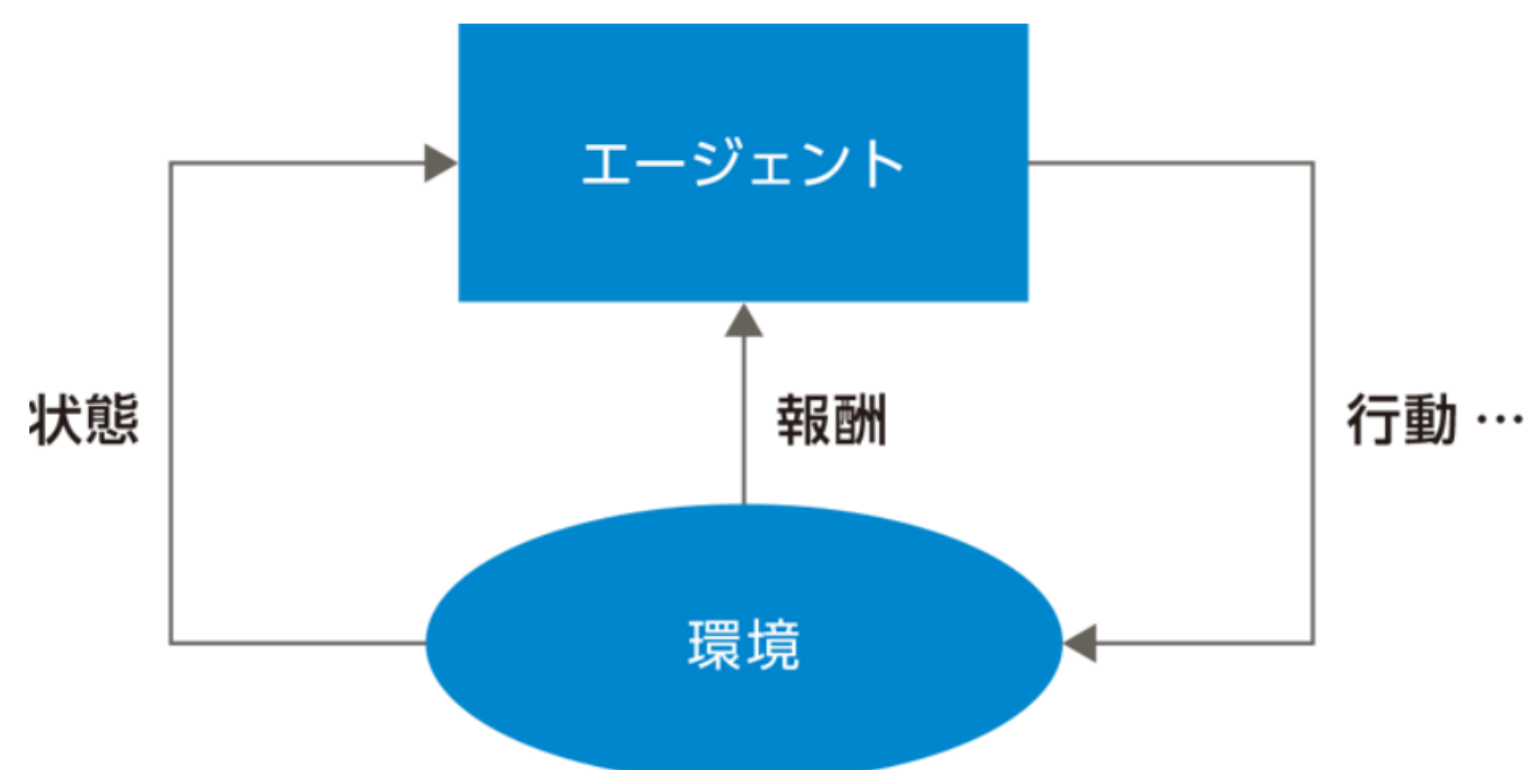 エージェント
状態
報酬
行動 …
環境